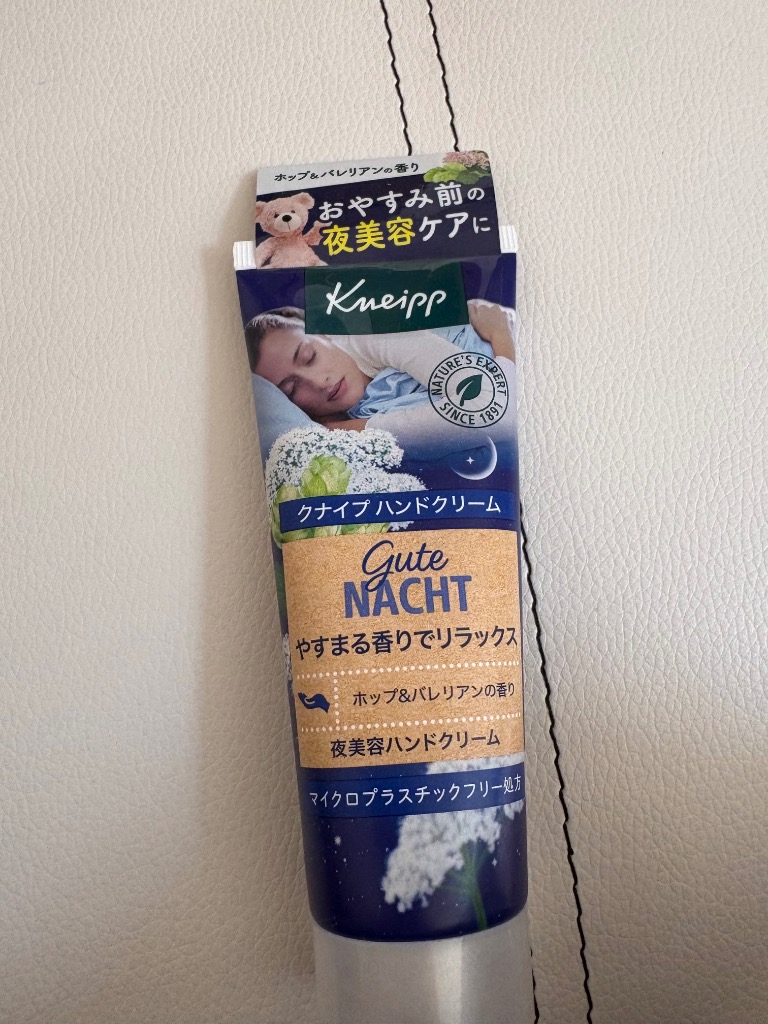 ホップ&バレリアンの香り
おやすみ前の
夜美容ケアに
Kneipp
NATURE'S EXPERT
SINCE 1891
クナイプ ハンドクリーム
Gute
NACHT
やすまる香りでリラックス
ホップ&バレリアンの香り
夜美容ハンドクリーム
マイクロプラスチックフリー処方